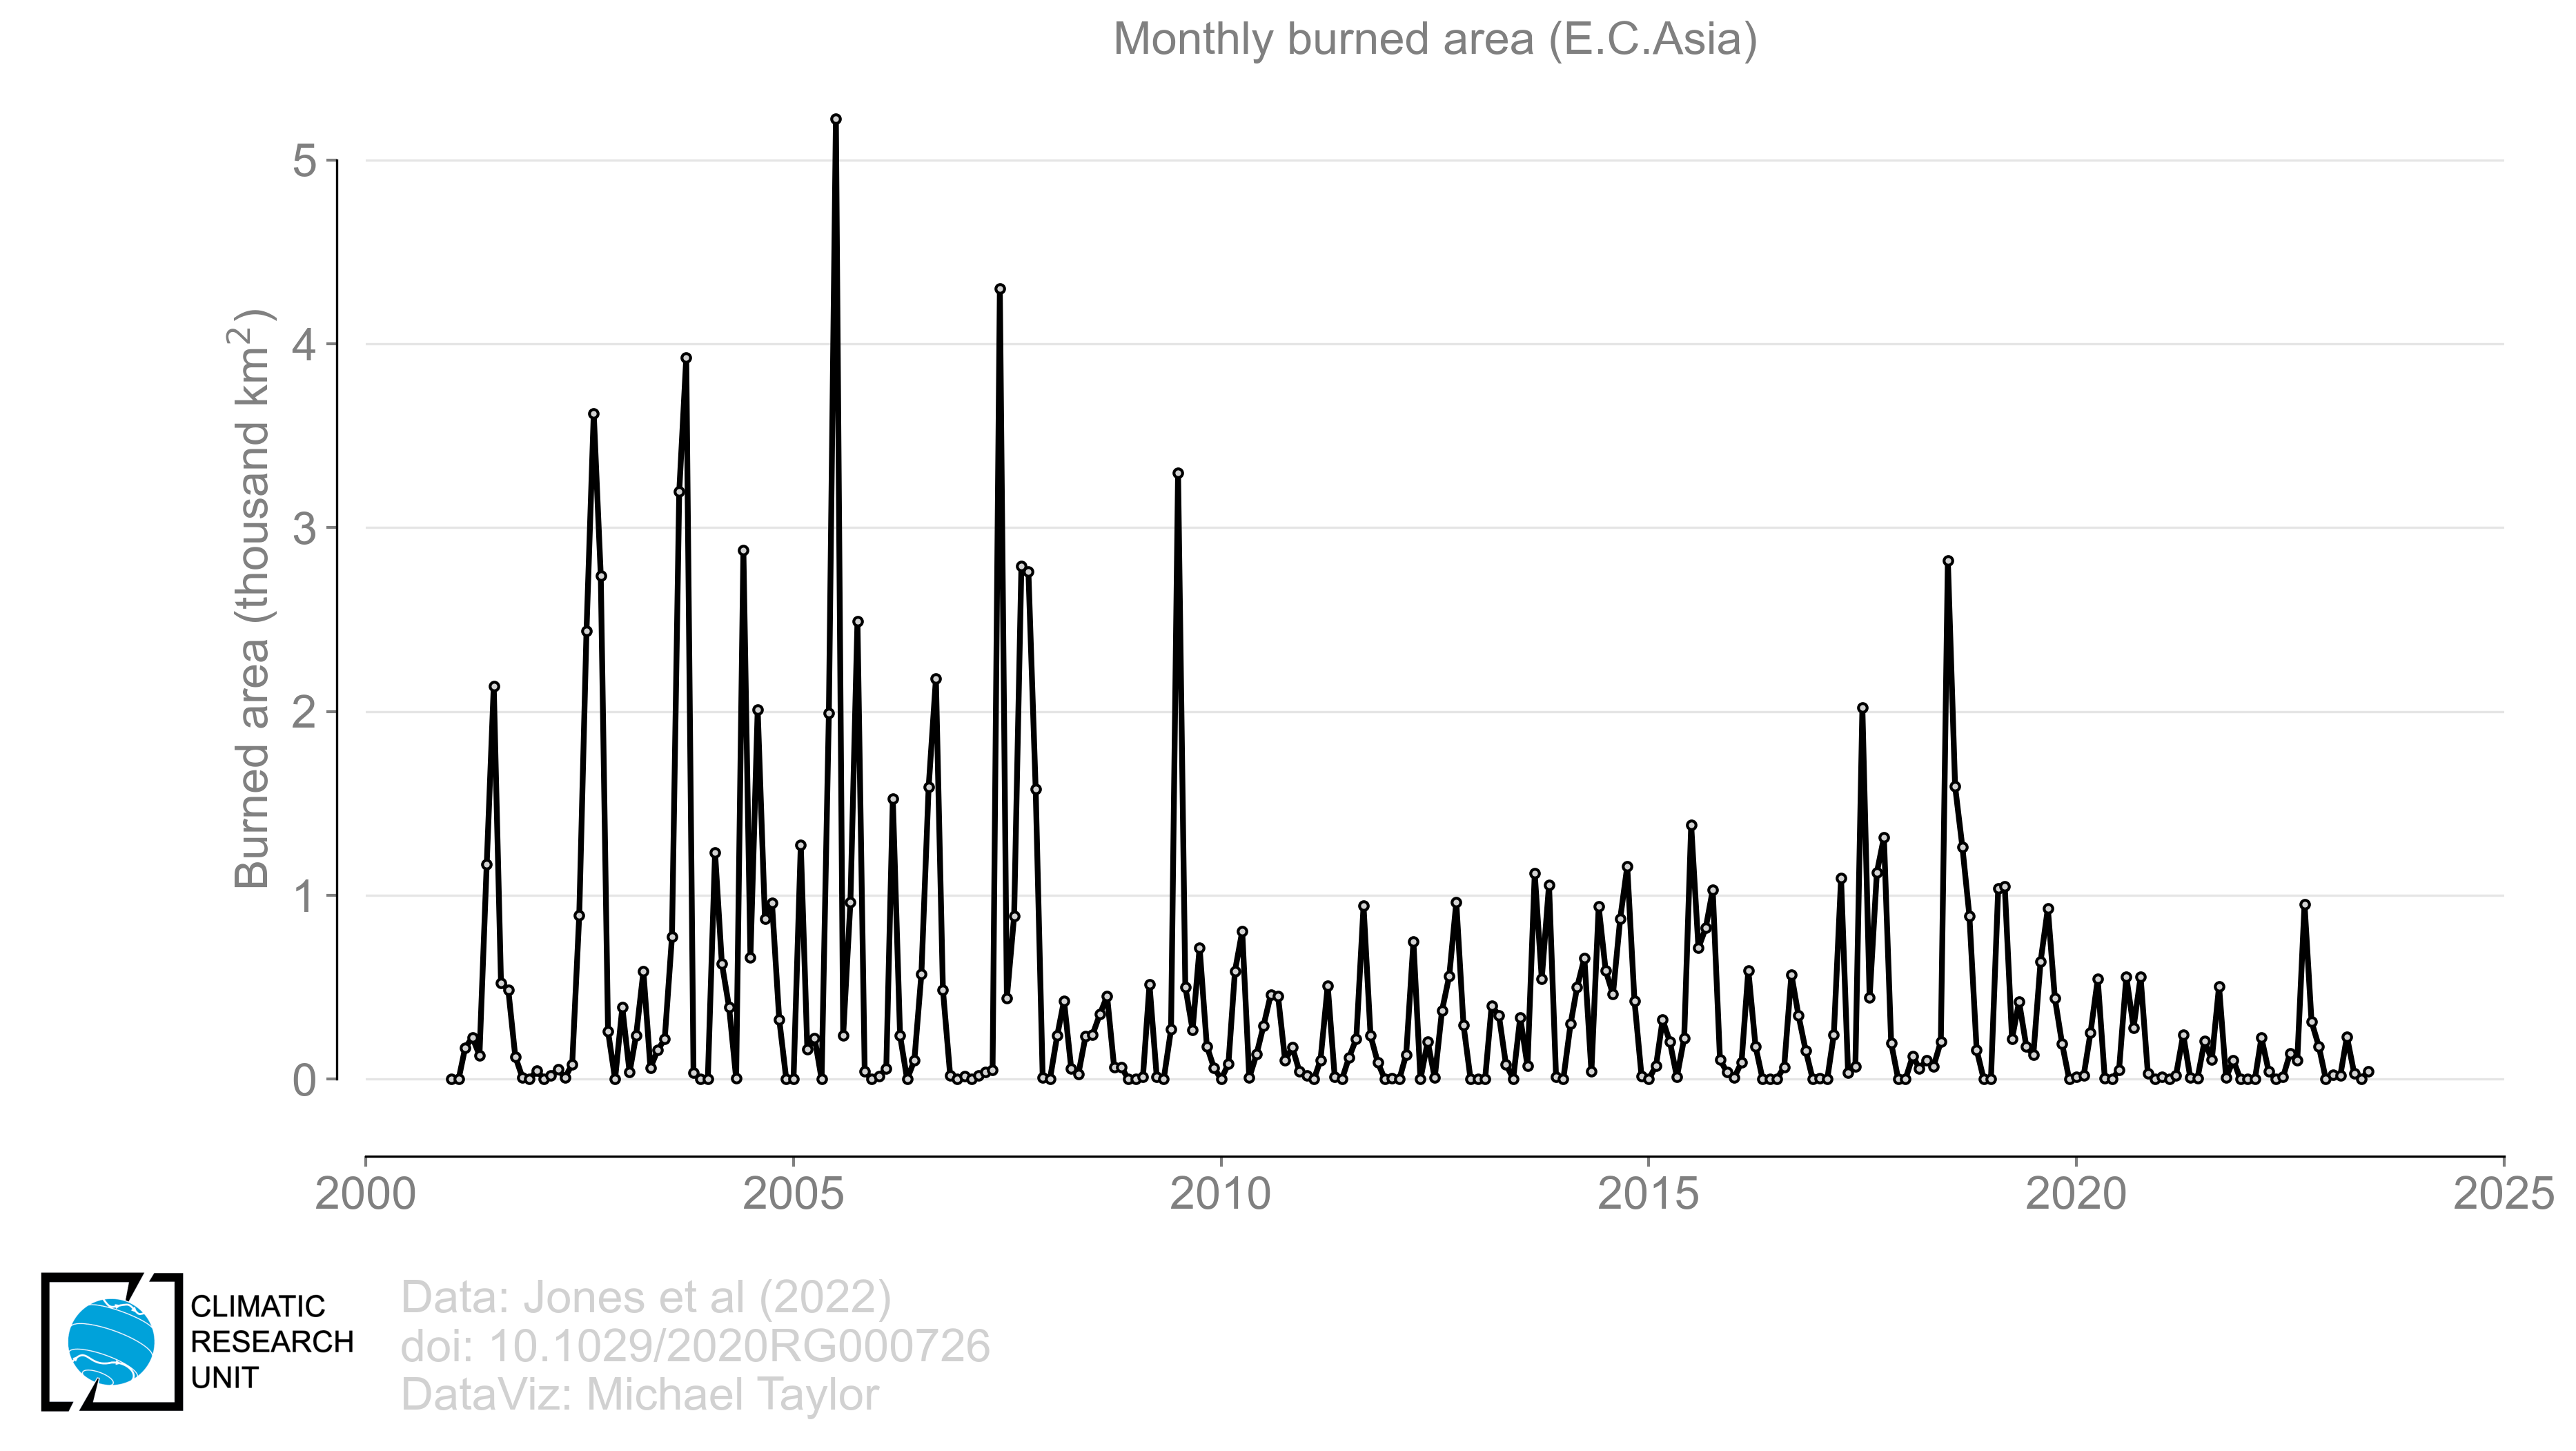 Monthly burned area (E.C.Asia)
Burned area (thousand km²)
5
4
3
2
1
0
2000 2005 2010 2015 2020 2025
CLIMATIC
RESEARCH
UNIT
Data: Jones et al (2022)
doi: 10.1029/2020RG000726
DataViz: Michael Taylor